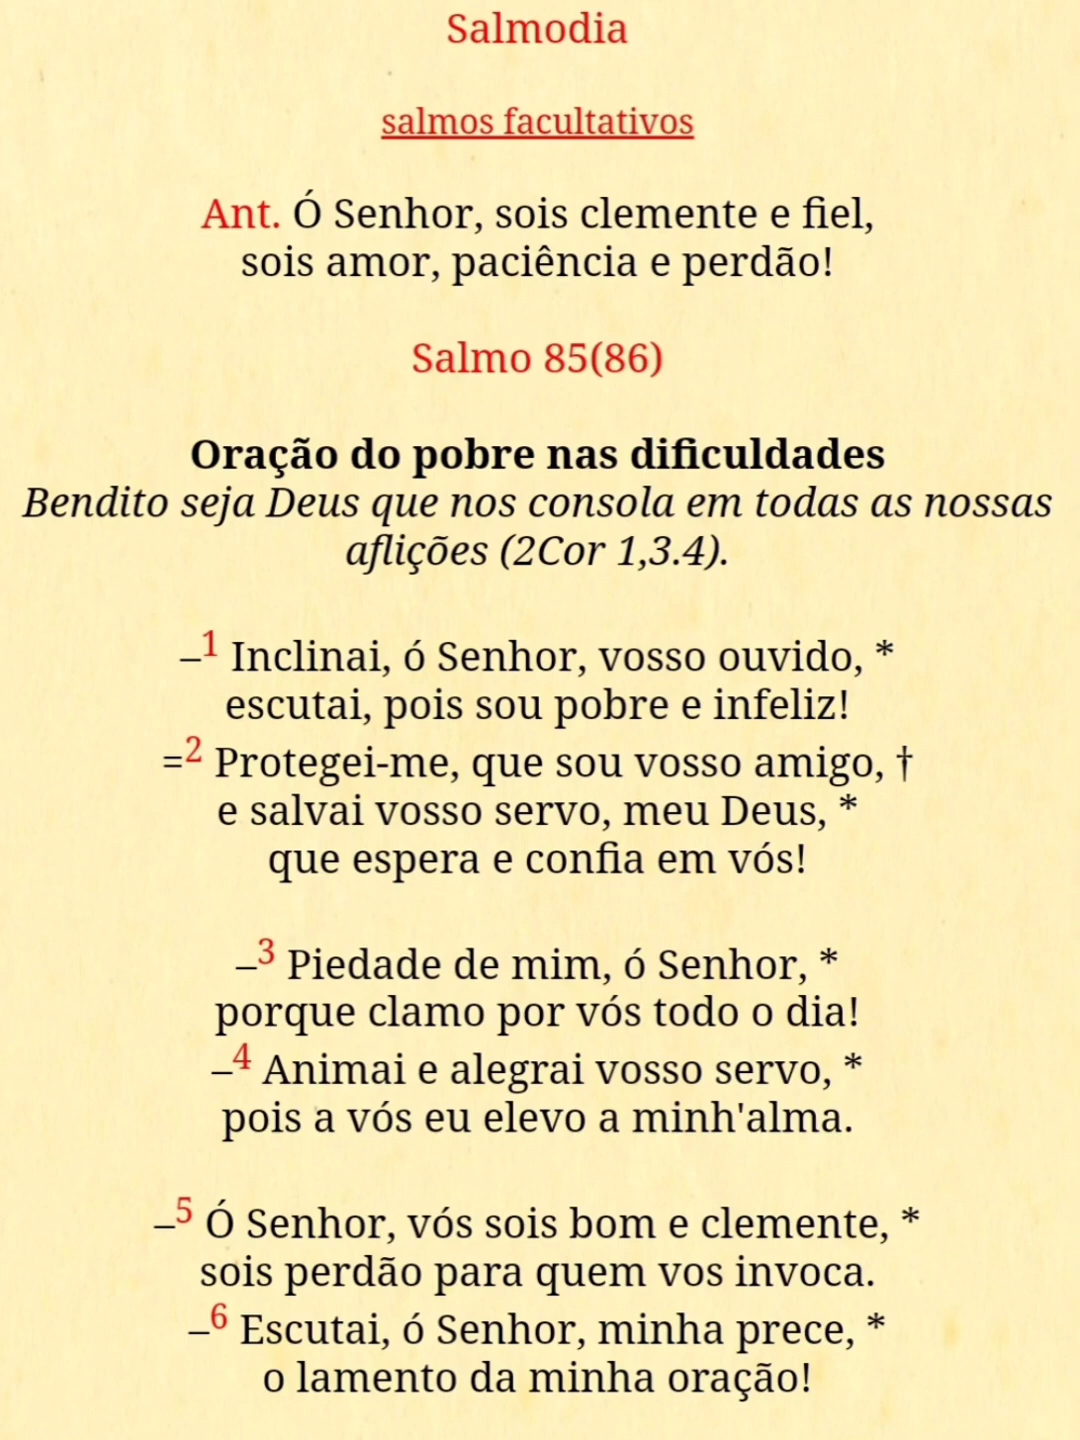 Salmodia
salmos facultativos
Ant. Ó Senhor, sois clemente e fiel,
sois amor, paciência e perdão!
Salmo 85(86)
Oração do pobre nas dificuldades
Bendito seja Deus que nos consola em todas as nossas
aflições (2Cor 1,3.4).
–1 Inclinai, ó Senhor, vosso ouvido, *
escutai, pois sou pobre e infeliz!
=2 Protegei-me, que sou vosso amigo, †
e salvai vosso servo, meu Deus, *
que espera e confia em vós!
–3 Piedade de mim, ó Senhor, *
porque clamo por vós todo o dia!
–4 Animai e alegrai vosso servo, *
pois a vós eu elevo a minh'alma.
–5 Ó Senhor, vós sois bom e clemente, *
sois perdão para quem vos invoca.
–6 Escutai, ó Senhor, minha prece, *
o lamento da minha oração!